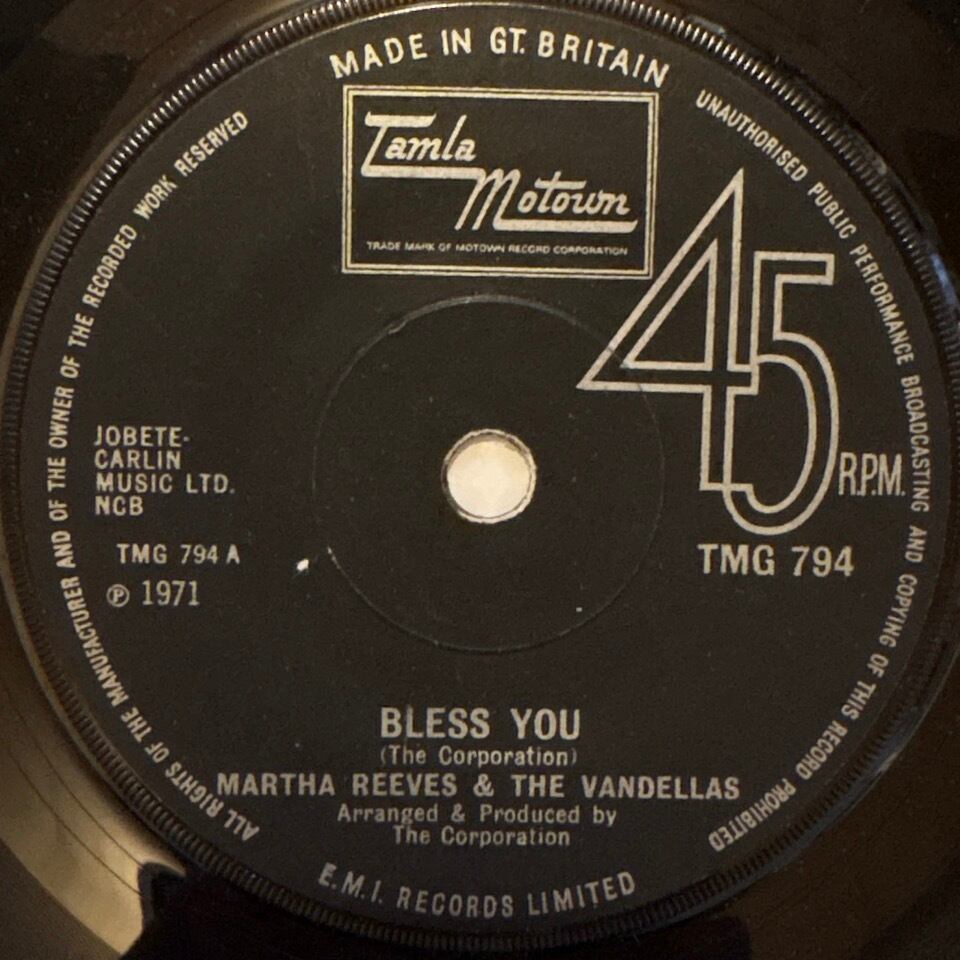 MADE IN GT. BRITAIN
Tamla
Motown
TRADE MARK OF MOTOWN RECORD CORPORATION
45
R.P.M.
TMG 794
JOBETE-
CARLIN
MUSIC LTD.
NCB
TMG 794 A
℗ 1971
BLESS YOU
(The Corporation)
MARTHA REEVES & THE VANDELLAS
Arranged & Produced by
The Corporation
E.M.I. RECORDS LIMITED
ALL RIGHTS OF THE MANUFACTURER AND OF THE OWNER OF THE RECORDED WORK RESERVED
UNAUTHORISED PUBLIC PERFORMANCE BROADCASTING AND COPYING OF THIS RECORD PROHIBITED